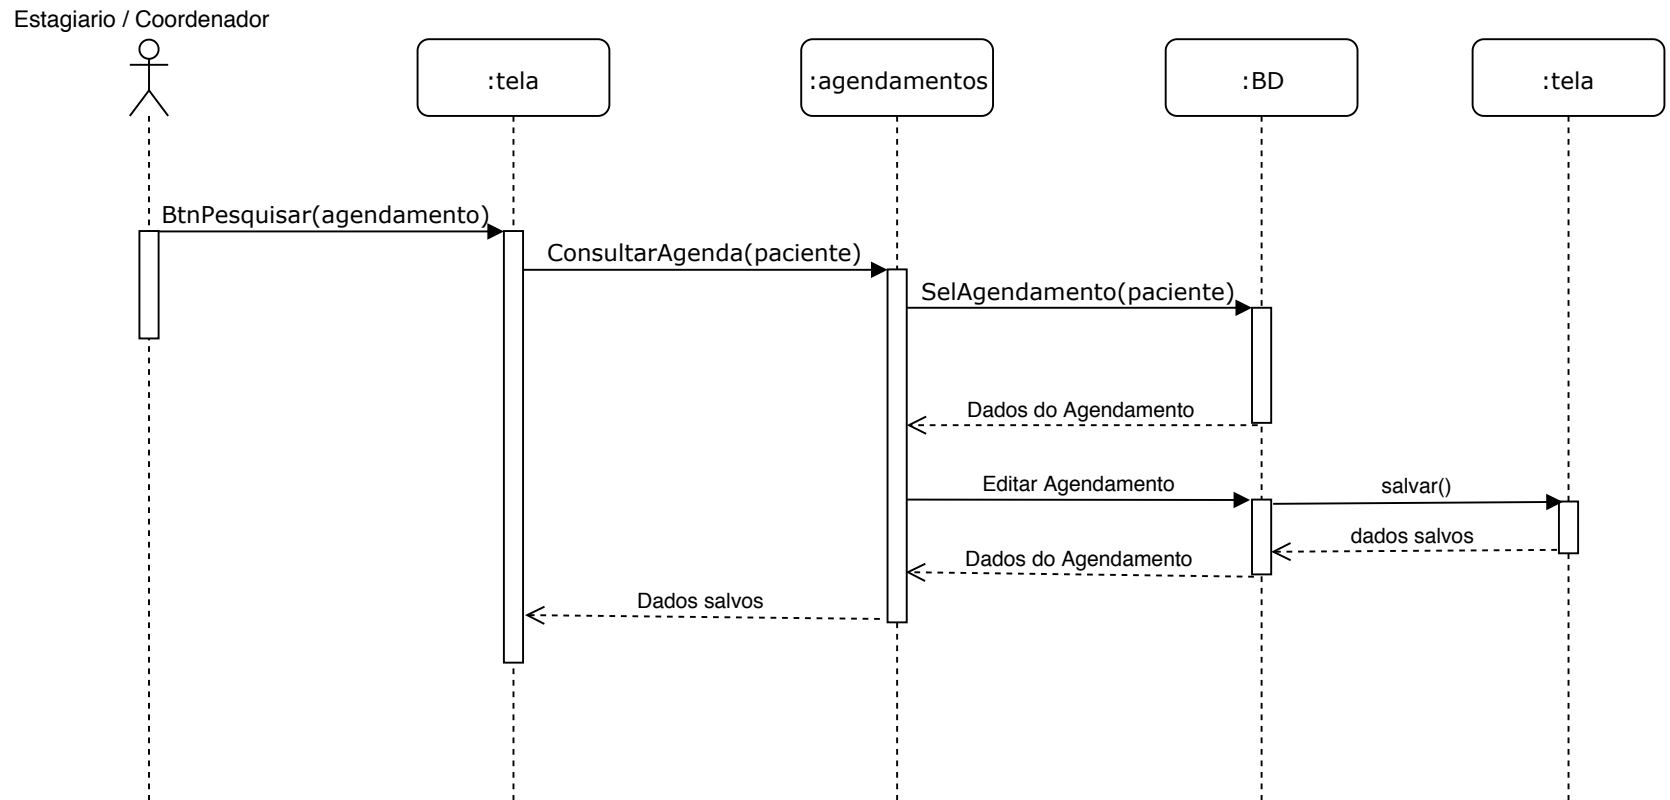 Estagiario / Coordenador
:tela
:agendamentos
:BD
:tela
BtnPesquisar(agendamento)
ConsultarAgenda(paciente)
SelAgendamento(paciente)
Dados do Agendamento
Editar Agendamento
salvar()
dados salvos
Dados do Agendamento
Dados salvos